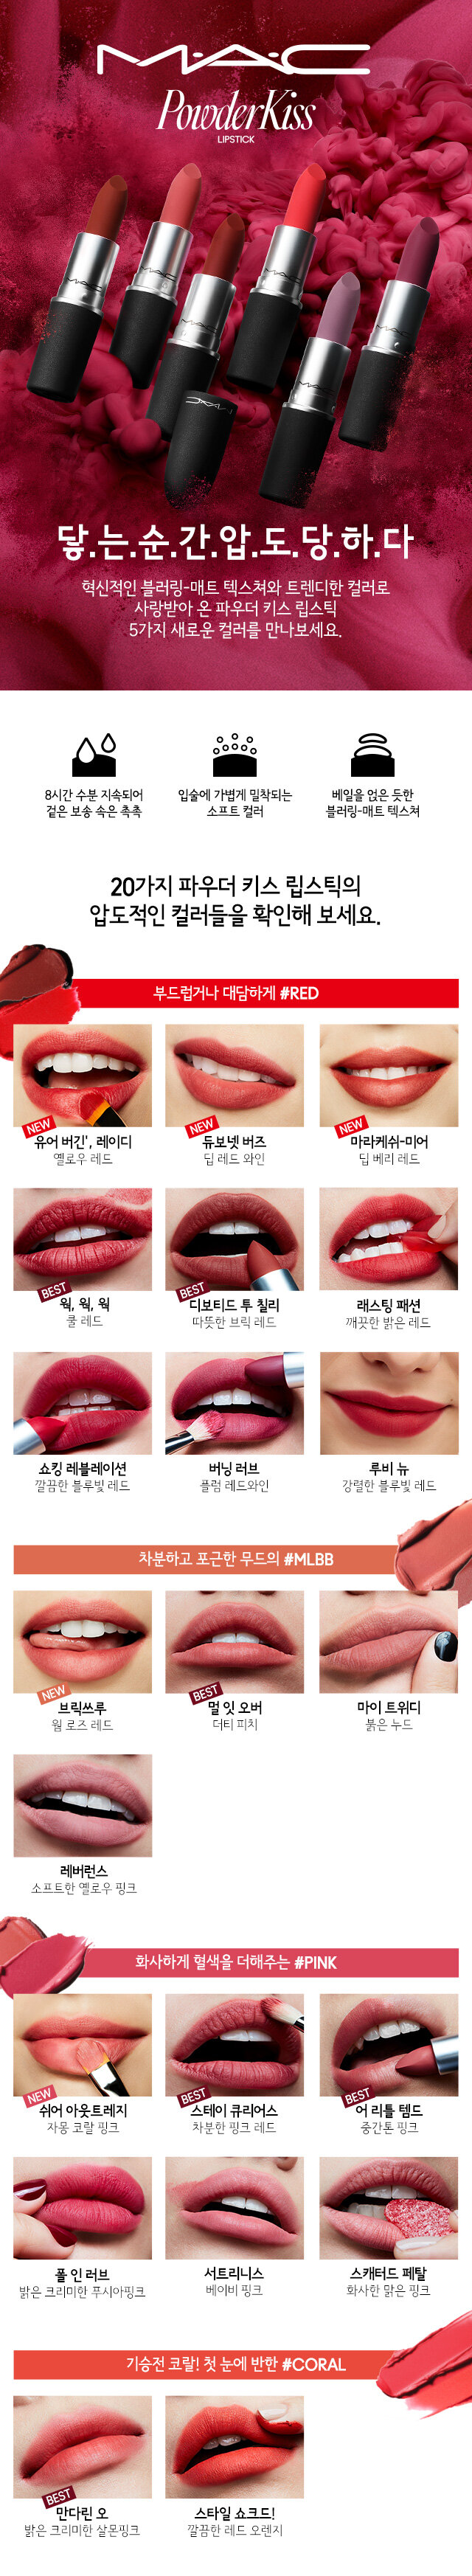 MAC
PowderKiss
LIPSTICK
닿.는.순.간.압.도.당.하.다
혁신적인 블러링-매트 텍스쳐와 트렌디한 컬러로
사랑받아 온 파우더 키스 립스틱
5가지 새로운 컬러를 만나보세요.
8시간 수분 지속되어
겉은 보송 속은 촉촉
입술에 가볍게 밀착되는
소프트 컬러
베일을 얹은 듯한
블러링-매트 텍스쳐
20가지 파우더 키스 립스틱의
압도적인 컬러들을 확인해 보세요.
부드럽거나 대담하게 #RED
NEW
유어 버긴', 레이디
옐로우 레드
NEW
듀보넷 버즈
딥 레드 와인
NEW
마라케쉬-미어
딥 베리 레드
BEST
웍, 웍, 웍
쿨 레드
BEST
디보티드 투 칠리
따뜻한 브릭 레드
래스팅 패션
깨끗한 밝은 레드
쇼킹 레블레이션
깔끔한 블루빛 레드
버닝 러브
플럼 레드와인
루비 뉴
강렬한 블루빛 레드
차분하고 포근한 무드의 #MLBB
NEW
브릭쓰루
웜 로즈 레드
BEST
멀 잇 오버
더티 피치
마이 트위디
붉은 누드
레버런스
소프트한 옐로우 핑크
화사하게 혈색을 더해주는 #PINK
NEW
쉬어 아웃트레지
자몽 코랄 핑크
BEST
스테이 큐리어스
차분한 핑크 레드
BEST
어 리틀 템드
중간톤 핑크
폴 인 러브
밝은 크리미한 푸시아핑크
서트리니스
베이비 핑크
스캐터드 페탈
화사한 맑은 핑크
기승전 코랄! 첫 눈에 반한 #CORAL
BEST
만다린 오
밝은 크리미한 살몬핑크
스타일 쇼크드!
깔끔한 레드 오렌지